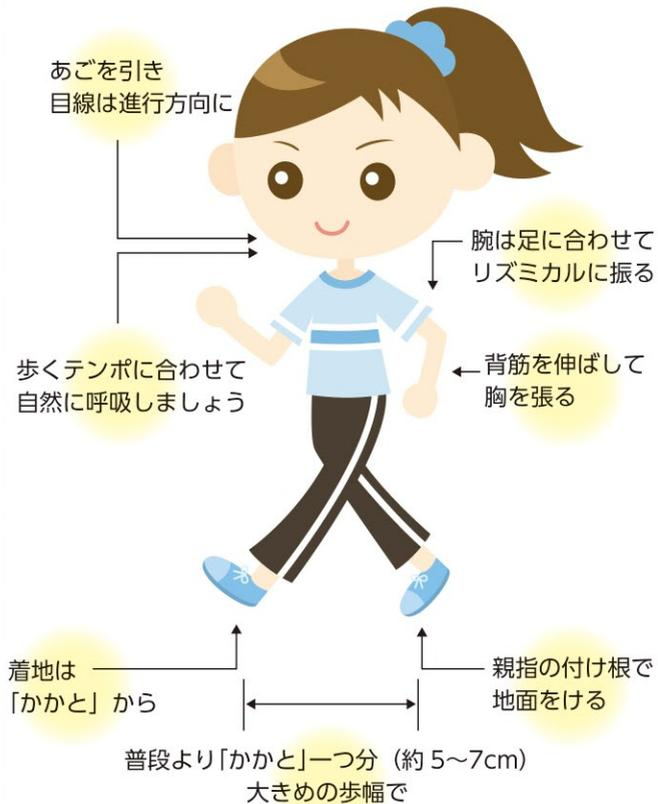 あごを引き
目線は進行方向に
腕は足に合わせて
リズミカルに振る
歩くテンポに合わせて
自然に呼吸しましょう
背筋を伸ばして
胸を張る
着地は
「かかと」から
親指の付け根で
地面をける
普段より「かかと」一つ分（約5～7cm）
大きめの歩幅で